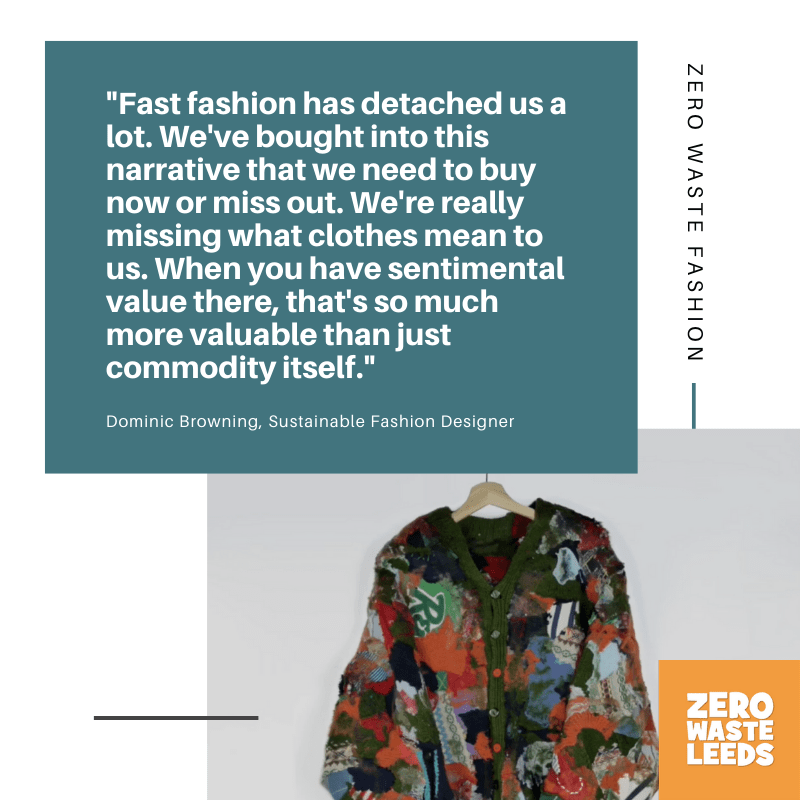 "Fast fashion has detached us a
lot. We've bought into this
narrative that we need to buy
now or miss out. We're really
missing what clothes mean to
us. When you have sentimental
value there, that's so much
more valuable than just
commodity itself."
Dominic Browning, Sustainable Fashion Designer
ZERO WASTE FASHION
ZERO
WASTE
LEEDS